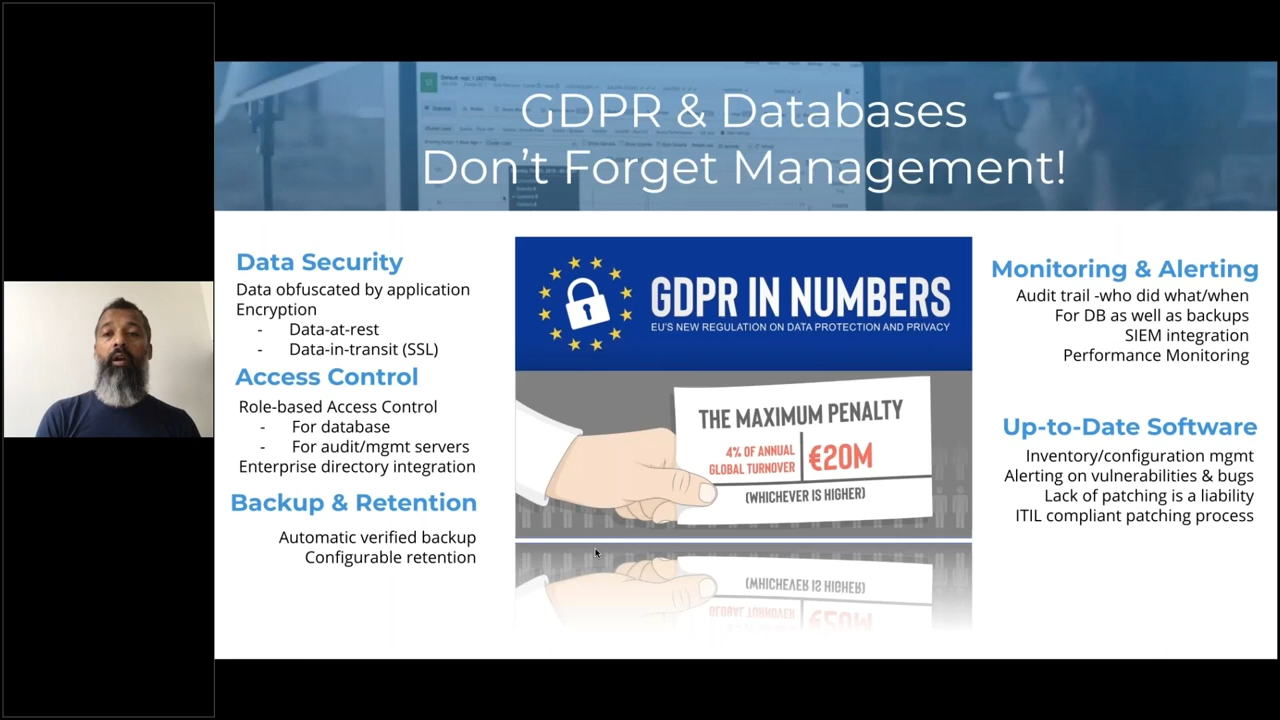 GDPR & Databases
Don't Forget Management!
Data Security
Data obfuscated by application
Encryption
- Data-at-rest
- Data-in-transit (SSL)
Access Control
Role-based Access Control
- For database
- For audit/mgmt servers
Enterprise directory integration
Backup & Retention
Automatic verified backup
Configurable retention
GDPR IN NUMBERS
EU'S NEW REGULATION ON DATA PROTECTION AND PRIVACY
THE MAXIMUM PENALTY
4% OF ANNUAL
GLOBAL TURNOVER
€20M
(WHICHEVER IS HIGHER)
Monitoring & Alerting
Audit trail -who did what/when
For DB as well as backups
SIEM integration
Performance Monitoring
Up-to-Date Software
Inventory/configuration mgmt
Alerting on vulnerabilities & bugs
Lack of patching is a liability
ITIL compliant patching process